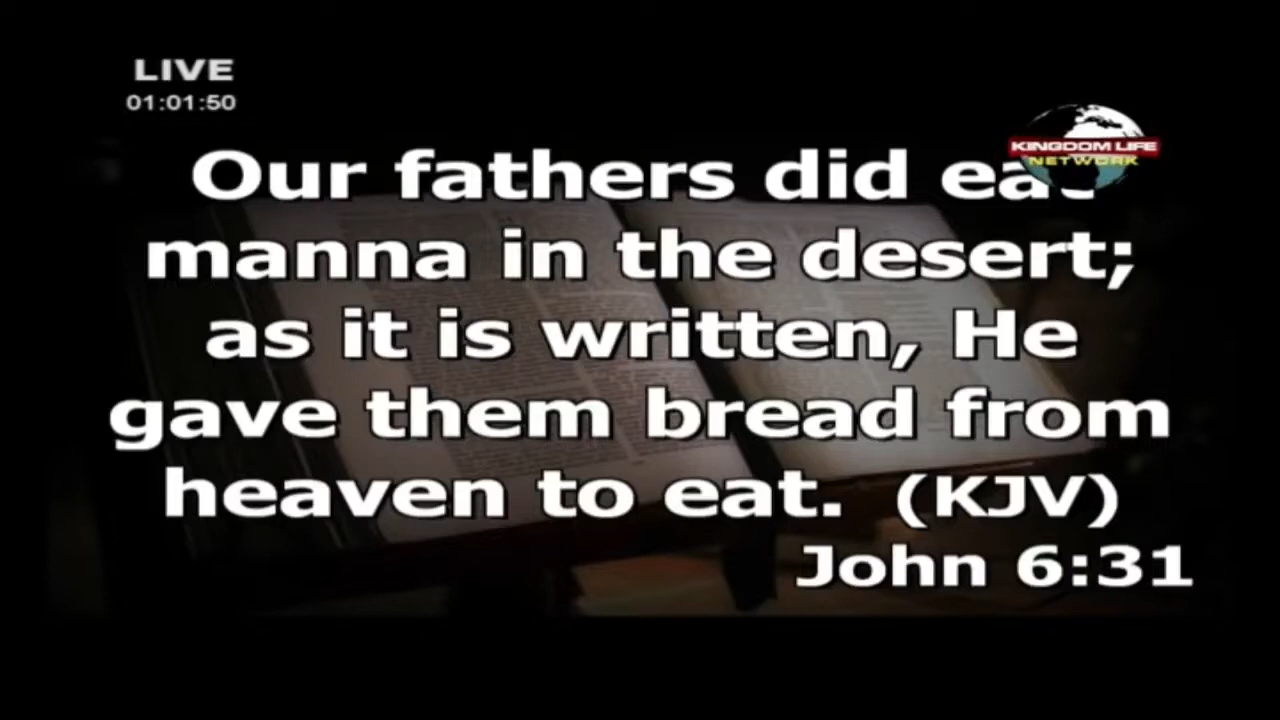 LIVE
01:01:50
KINGDOM LIFE
NETWORK
Our fathers did eat
manna in the desert;
as it is written, He
gave them bread from
heaven to eat. (KJV)
John 6:31